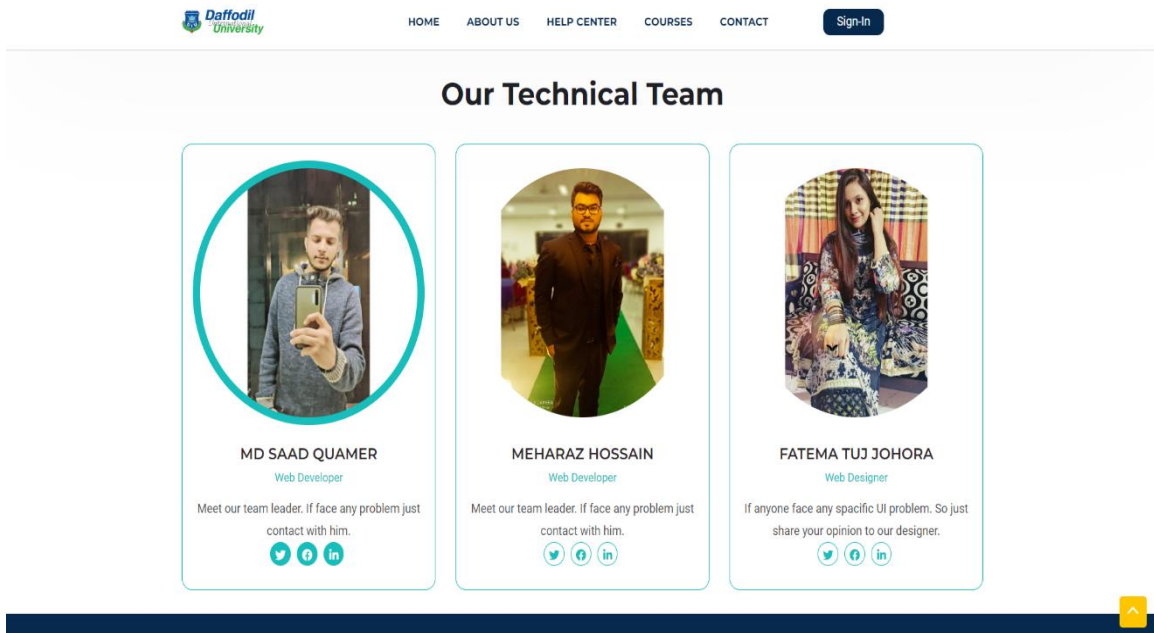 Daffodil
International
University
HOME ABOUT US HELP CENTER COURSES CONTACT Sign-In
Our Technical Team
MD SAAD QUAMER
Web Developer
Meet our team leader. If face any problem just
contact with him.
MEHARAZ HOSSAIN
Web Developer
Meet our team leader. If face any problem just
contact with him.
FATEMA TUJ JOHORA
Web Designer
If anyone face any spacific UI problem. So just
share your opinion to our designer.